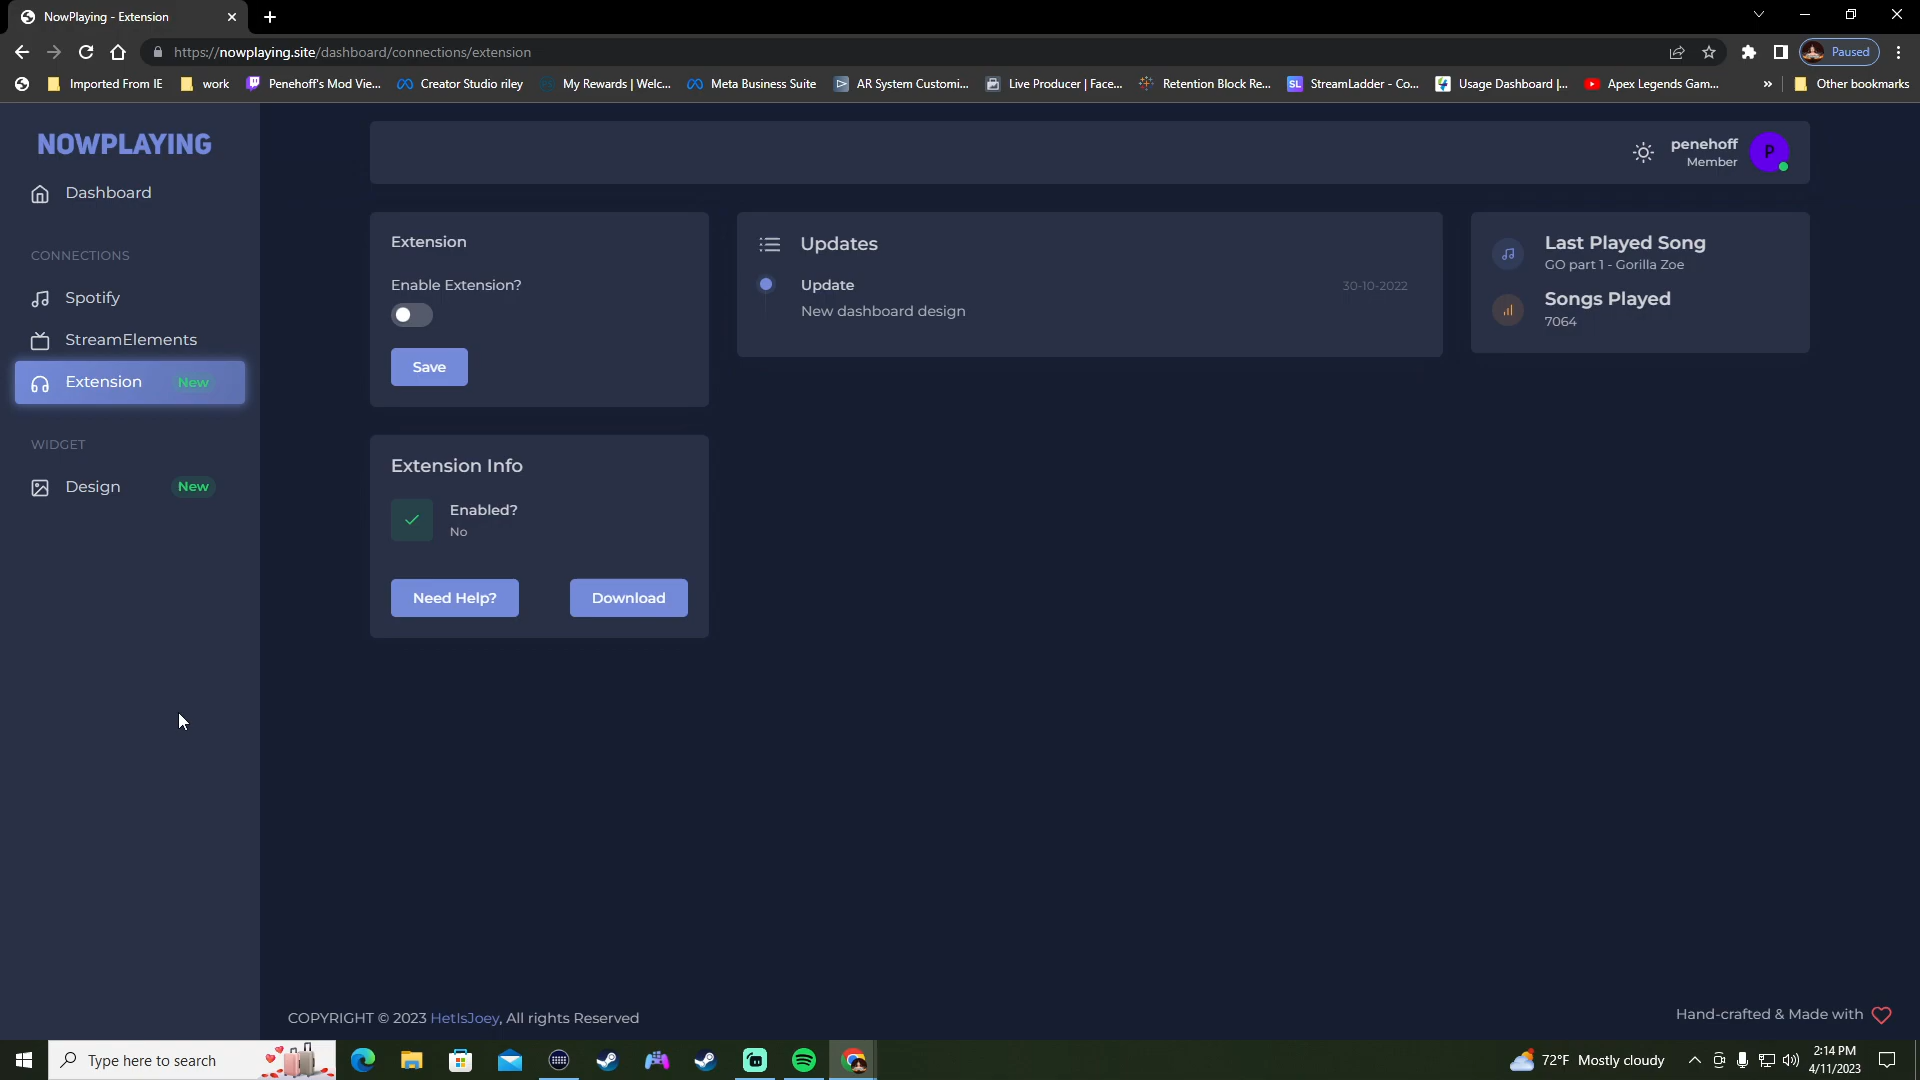 NowPlaying - Extension
https://nowplaying.site/dashboard/connections/extension
Paused
Imported From IE
work
Penehoff's Mod Vie...
Creator Studio riley
My Rewards | Welc...
Meta Business Suite
AR System Customi...
Live Producer | Face...
Retention Block Re...
SL
StreamLadder - Co...
Usage Dashboard |...
Apex Legends Gam...
»
Other bookmarks
NOWPLAYING
Dashboard
CONNECTIONS
Spotify
StreamElements
Extension New
WIDGET
Design New
penehoff
Member
P
Extension
Enable Extension?
Save
Extension Info
Enabled?
No
Need Help?
Download
Updates
Update
30-10-2022
New dashboard design
Last Played Song
GO part 1 - Gorilla Zoe
Songs Played
7064
COPYRIGHT © 2023 HetIsJoey, All rights Reserved
Hand-crafted & Made with
Type here to search
72°F Mostly cloudy
2:14 PM
4/11/2023